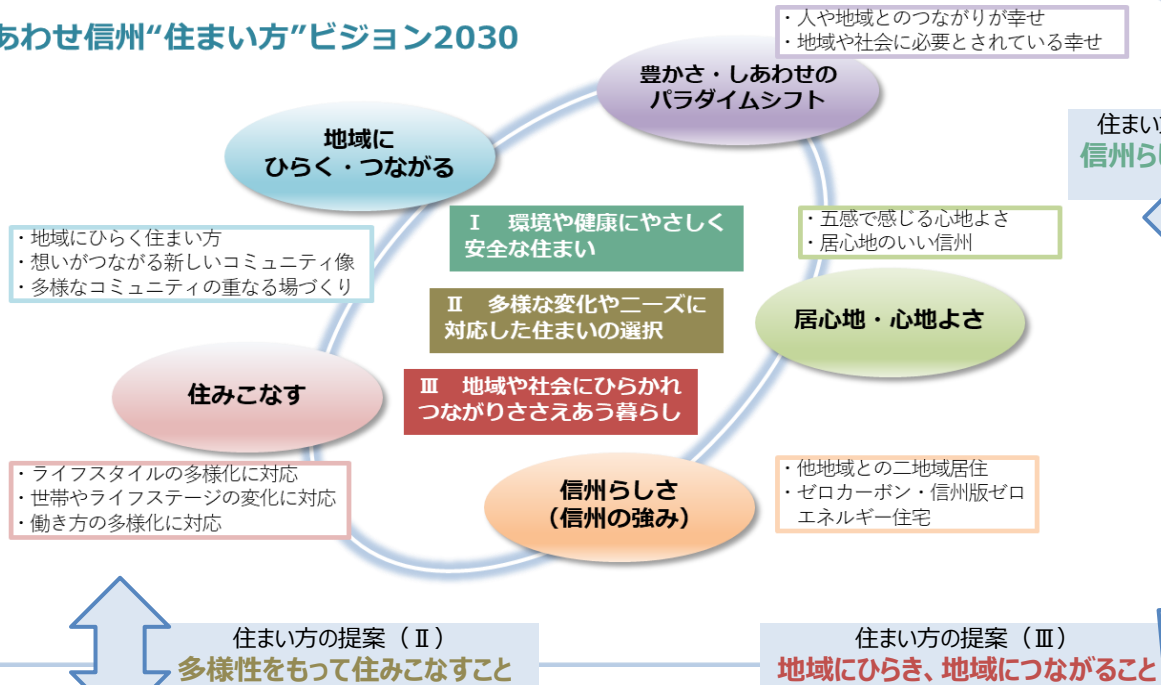 あわせ信州“住まい方”ビジョン2030
・人や地域とのつながりが幸せ
・地域や社会に必要とされている幸せ
豊かさ・しあわせの
パラダイムシフト
地域に
ひらく・つながる
住まい
信州らし
Ⅰ　環境や健康にやさしく
安全な住まい
・五感で感じる心地よさ
・居心地のいい信州
・地域にひらく住まい方
・想いがつながる新しいコミュニティ像
・多様なコミュニティの重なる場づくり
Ⅱ　多様な変化やニーズに
対応した住まいの選択
居心地・心地よさ
住みこなす
Ⅲ　地域や社会にひらかれ
つながりささえあう暮らし
・ライフスタイルの多様化に対応
・世帯やライフステージの変化に対応
・働き方の多様化に対応
信州らしさ
（信州の強み）
・他地域との二地域居住
・ゼロカーボン・信州版ゼロ
エネルギー住宅
住まい方の提案（Ⅱ）
多様性をもって住みこなすこと
住まい方の提案（Ⅲ）
地域にひらき、地域につながること